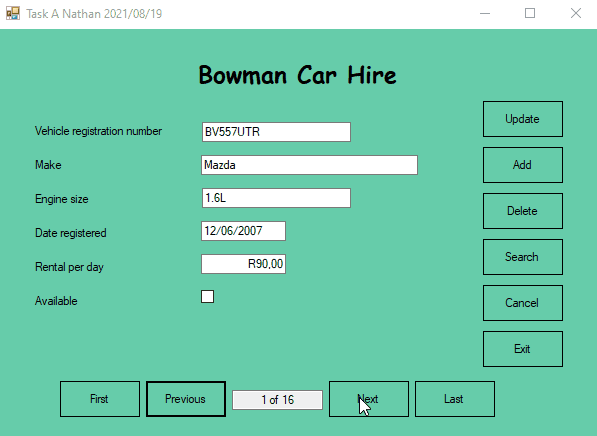 Task A Nathan 2021/08/19
Bowman Car Hire
Vehicle registration number BV557UTR
Make Mazda
Engine size 1.6L
Date registered 12/06/2007
Rental per day R90,00
Available
Update
Add
Delete
Search
Cancel
Exit
First Previous 1 of 16 Next Last